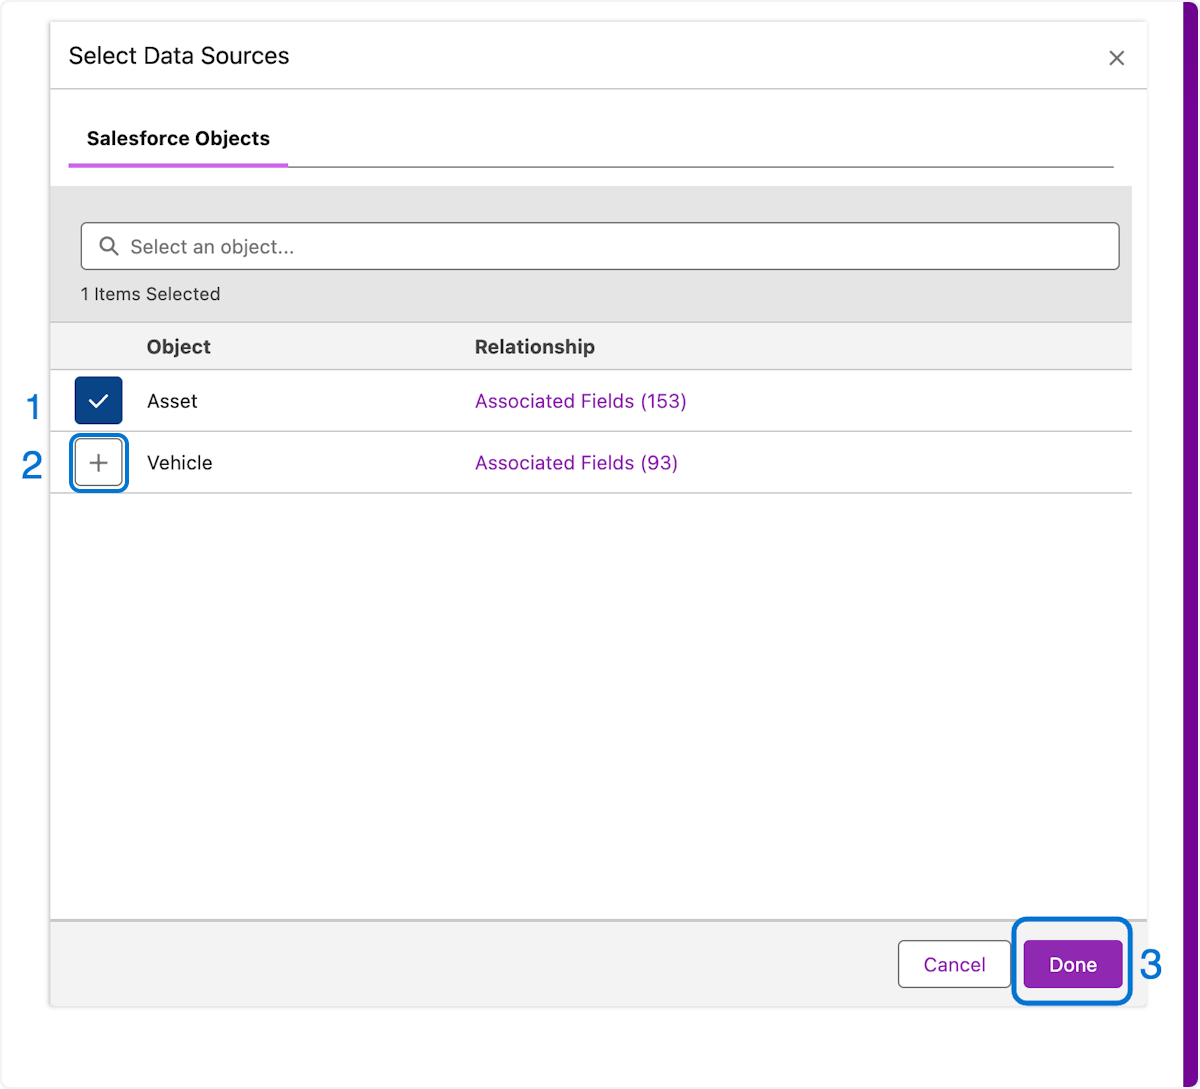 Select Data Sources
Salesforce Objects
Select an object...
1 Items Selected
Object Relationship
1 Asset Associated Fields (153)
2 Vehicle Associated Fields (93)
Cancel Done 3